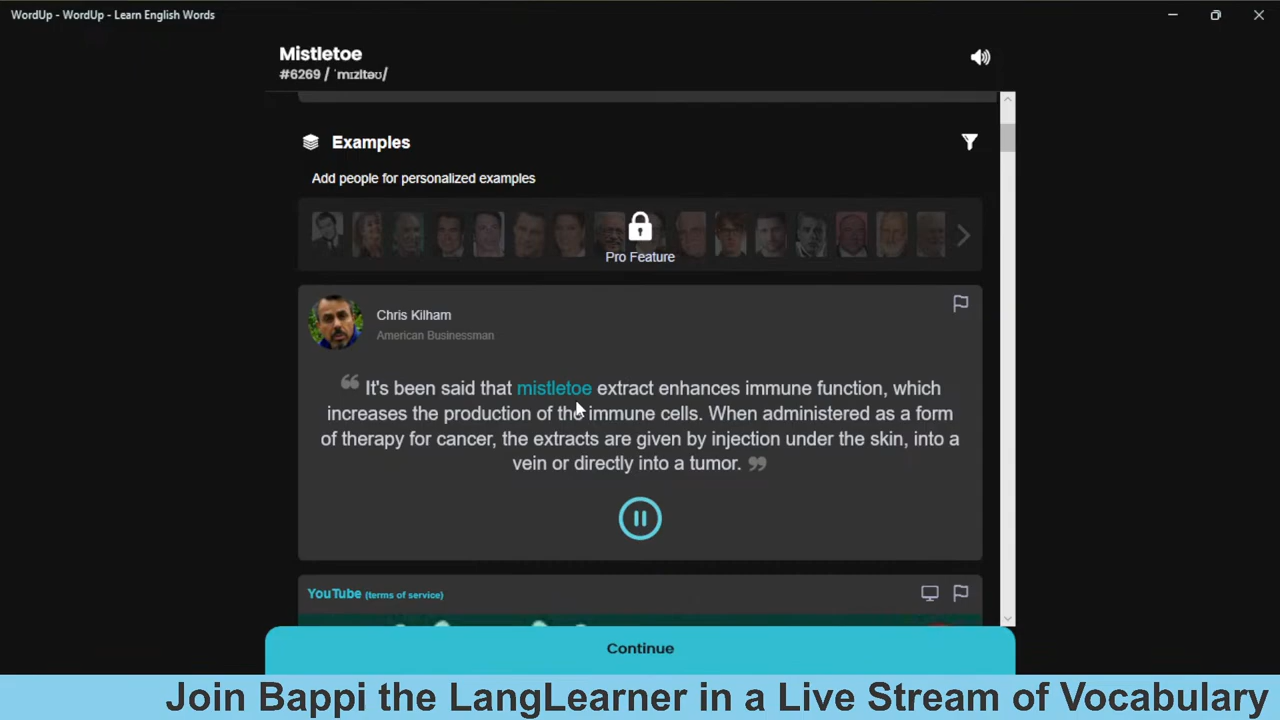 WordUp - WordUp - Learn English Words
Mistletoe
#6269 / ˈmɪzltəʊ/
Examples
Add people for personalized examples
Pro Feature
Chris Kilham
American Businessman
❝ It's been said that mistletoe extract enhances immune function, which
increases the production of the immune cells. When administered as a form
of therapy for cancer, the extracts are given by injection under the skin, into a
vein or directly into a tumor. ❞
YouTube (terms of service)
Continue
Join Bappi the LangLearner in a Live Stream of Vocabulary